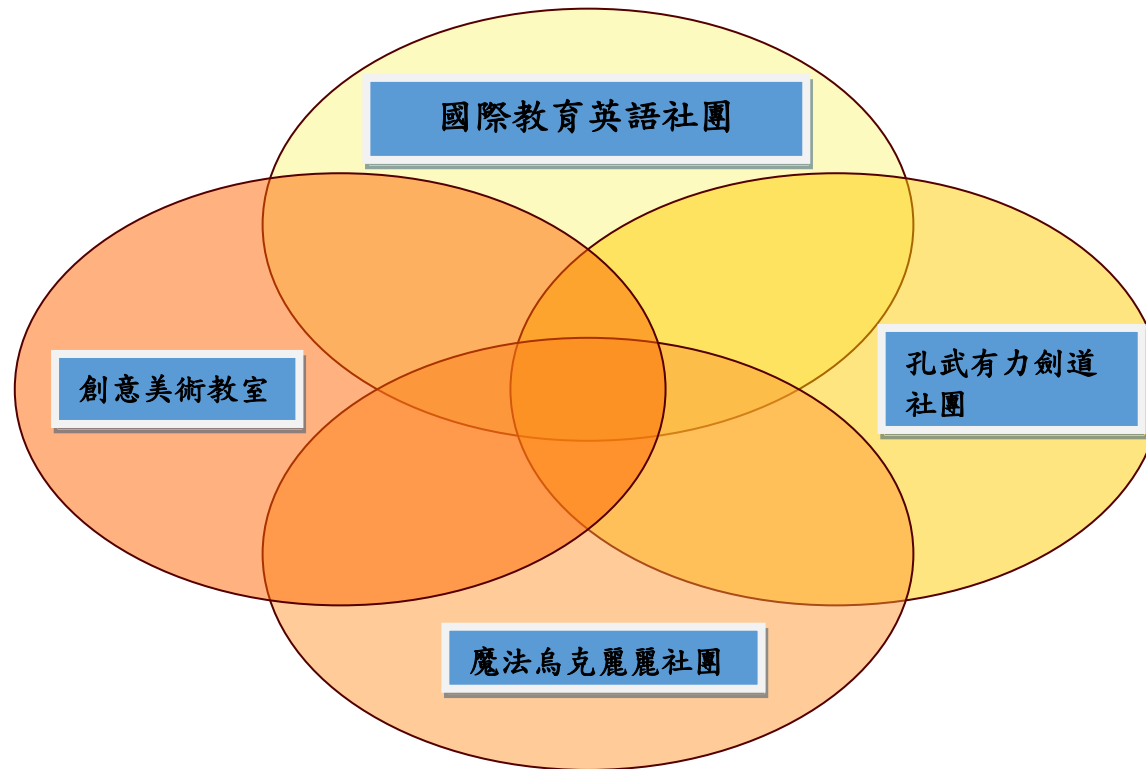 國際教育英語社團
創意美術教室
孔武有力劍道
社團
魔法烏克麗麗社團